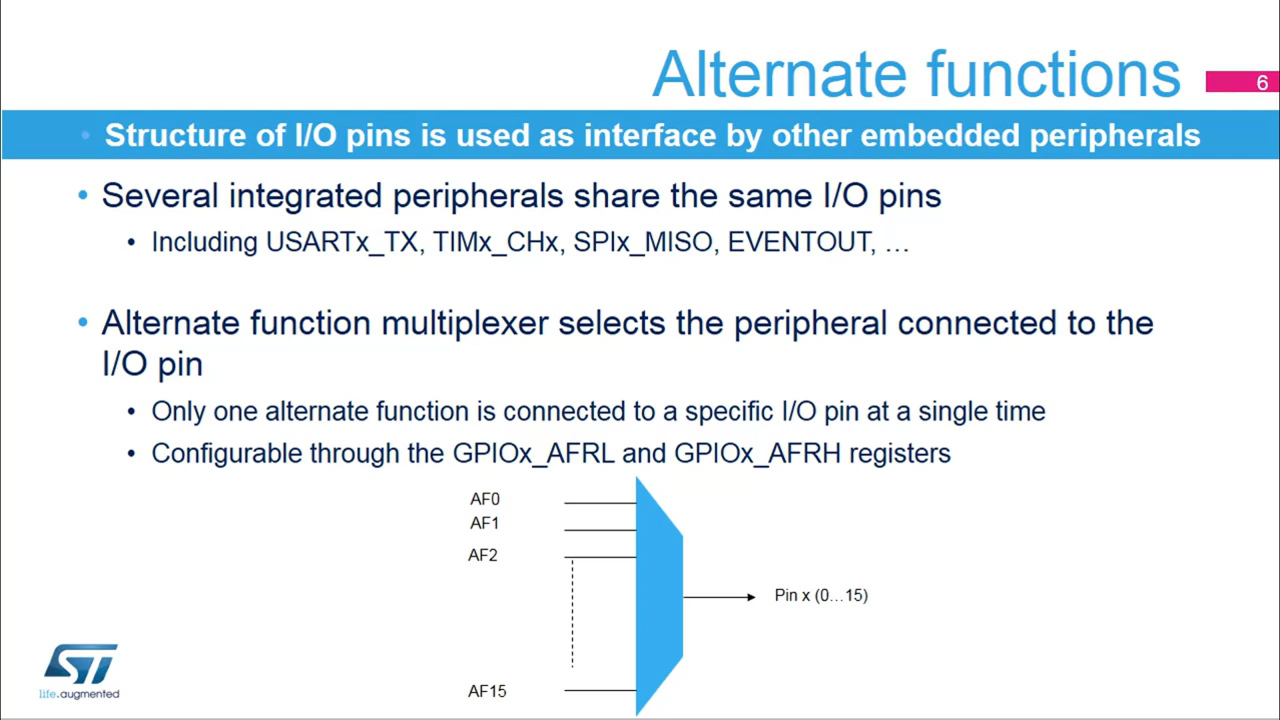 Alternate functions
6
• Structure of I/O pins is used as interface by other embedded peripherals
• Several integrated peripherals share the same I/O pins
• Including USARTx_TX, TIMx_CHx, SPIx_MISO, EVENTOUT, …
• Alternate function multiplexer selects the peripheral connected to the
I/O pin
• Only one alternate function is connected to a specific I/O pin at a single time
• Configurable through the GPIOx_AFRL and GPIOx_AFRH registers
AF0
AF1
AF2
Pin x (0…15)
AF15
ST
life.augmented